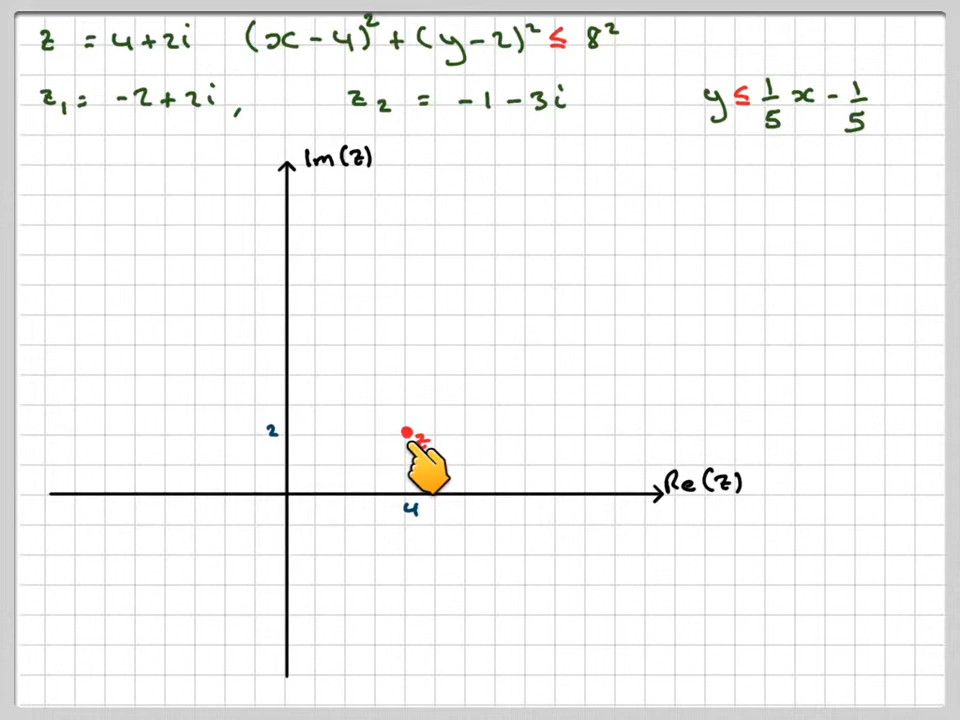 z = 4+2i (x-4)² + (y-2)² ≤ 8²
z₁ = -2+2i, z₂ = -1-3i y ≤ 1/5 x - 1/5
Im(z)
2
Re(z)
4